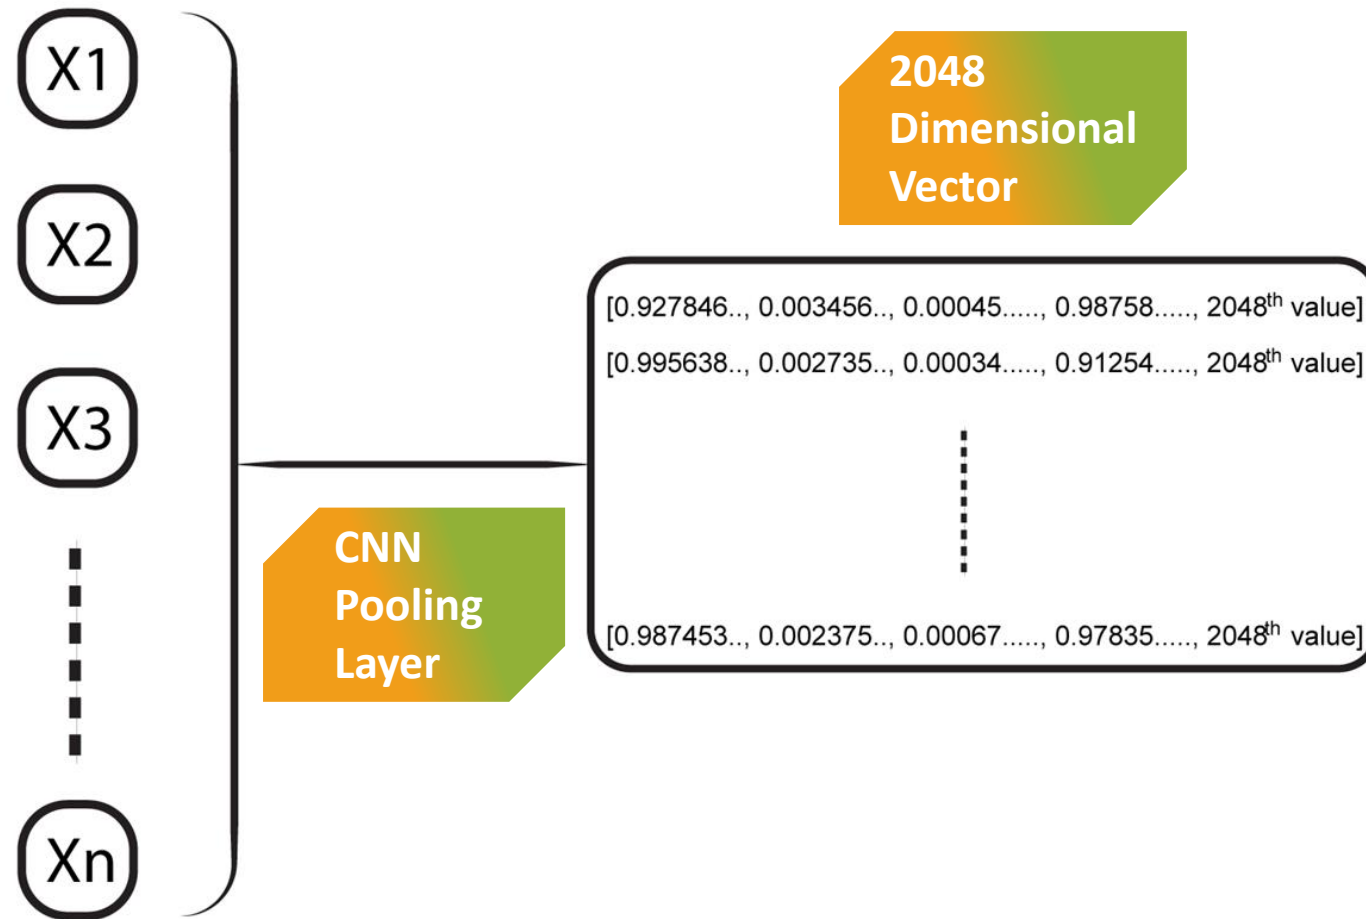 X1
X2
X3
Xn
CNN
Pooling
Layer
2048
Dimensional
Vector
[0.927846.., 0.003456.., 0.00045....., 0.98758....., 2048th value]
[0.995638.., 0.002735.., 0.00034....., 0.91254....., 2048th value]
[0.987453.., 0.002375.., 0.00067....., 0.97835....., 2048th value]